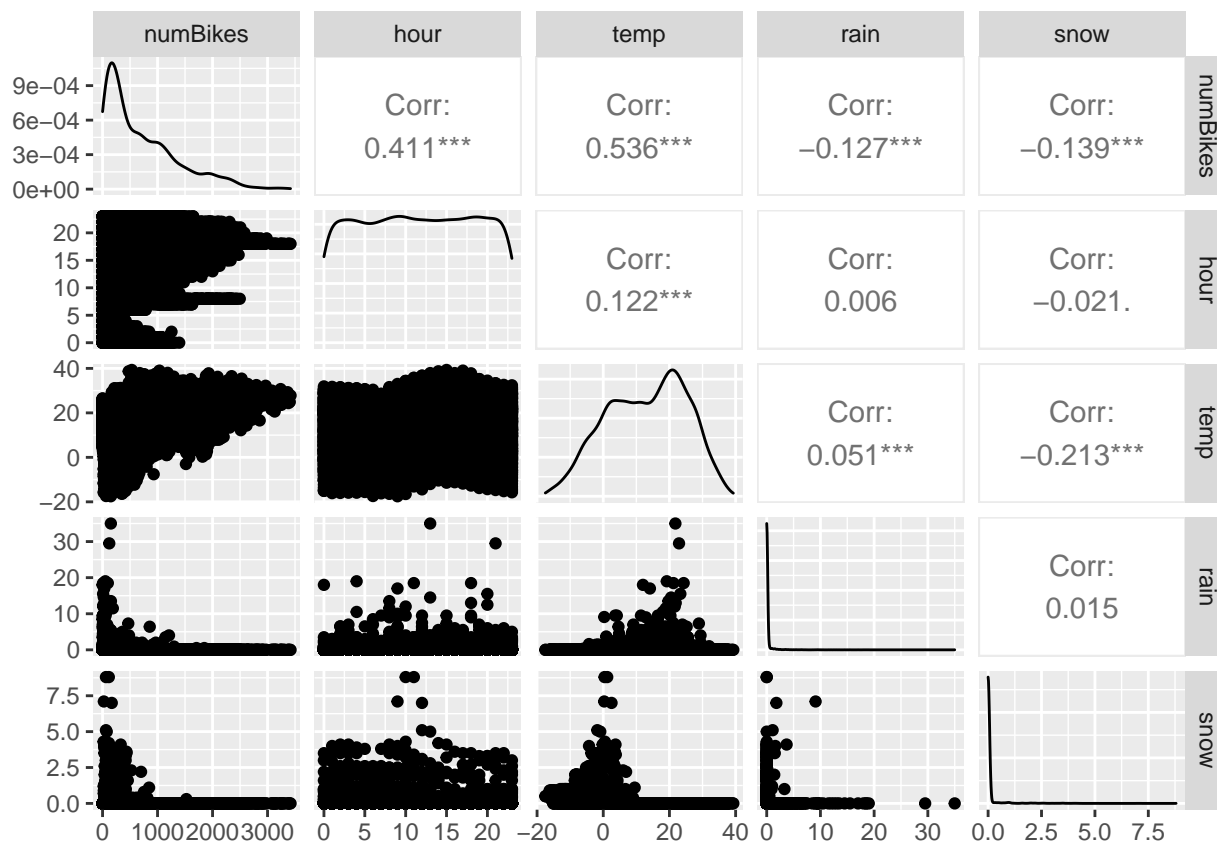 numBikes hour temp rain snow
9e−04
6e−04
3e−04
0e+00
Corr:
0.411***
Corr:
0.536***
Corr:
−0.127***
Corr:
−0.139***
numBikes
20
15
10
5
0
Corr:
0.122***
Corr:
0.006
Corr:
−0.021.
hour
40
20
0
−20
Corr:
0.051***
Corr:
−0.213***
temp
30
20
10
0
Corr:
0.015
rain
7.5
5.0
2.5
0.0
snow
0 1000 2000 3000 0 5 10 15 20 −20 0 20 40 0 10 20 30 0.0 2.5 5.0 7.5